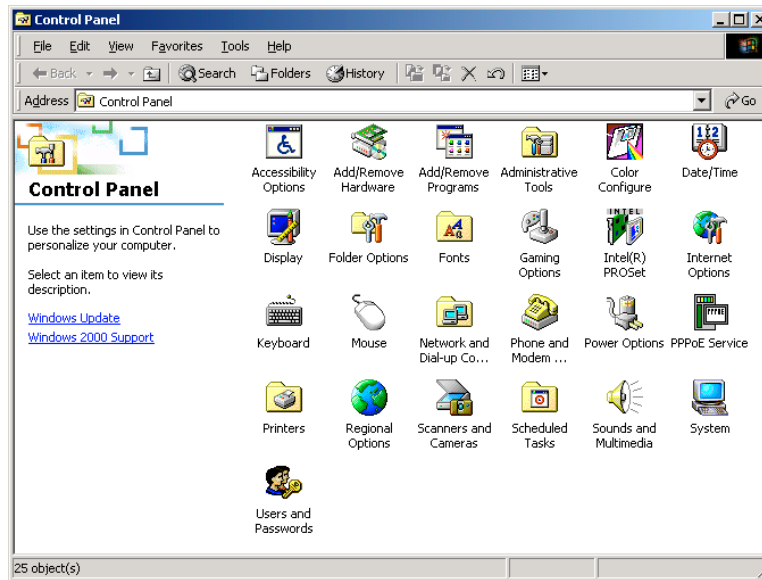 Control Panel
File Edit View Favorites Tools Help
Back Search Folders History
Address Control Panel Go
Control Panel
Use the settings in Control Panel to
personalize your computer.
Select an item to view its
description.
Windows Update
Windows 2000 Support
Accessibility
Options
Add/Remove
Hardware
Add/Remove
Programs
Administrative
Tools
Color
Configure
Date/Time
Display
Folder Options
Fonts
Gaming
Options
INTEL
Intel(R)
PROSet
Internet
Options
Keyboard
Mouse
Network and
Dial-up Co...
Phone and
Modem ...
Power Options
PPPoE Service
Printers
Regional
Options
Scanners and
Cameras
Scheduled
Tasks
Sounds and
Multimedia
System
Users and
Passwords
25 object(s)